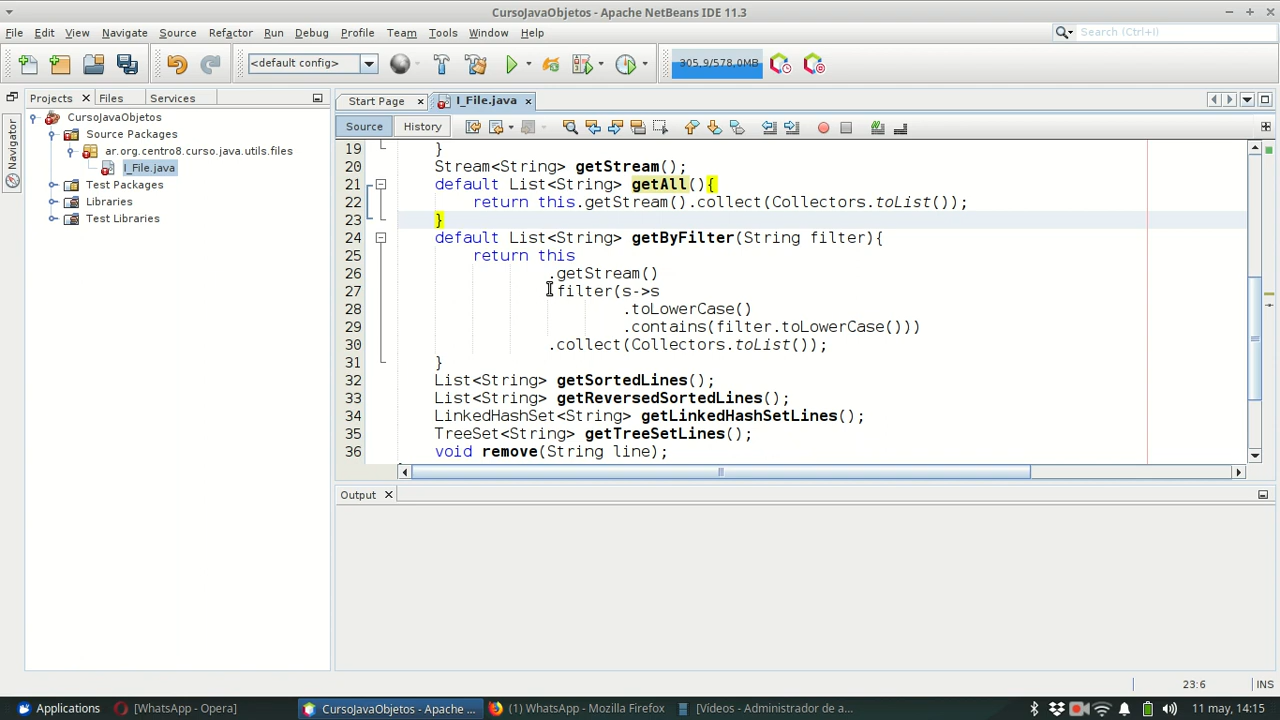 CursoJavaObjetos - Apache NetBeans IDE 11.3
File Edit View Navigate Source Refactor Run Debug Profile Team Tools Window Help
Search (Ctrl+I)
<default config>
305,9/578,0MB
Projects Files Services
Start Page I_File.java
Navigator
CursoJavaObjetos
Source Packages
ar.org.centro8.curso.java.utils.files
I_File.java
Test Packages
Libraries
Test Libraries
Source History
19 }
20 Stream<String> getStream();
21 default List<String> getAll(){
22 return this.getStream().collect(Collectors.toList());
23 }
24 default List<String> getByFilter(String filter){
25 return this
26 .getStream()
27 .filter(s->s
28 .toLowerCase()
29 .contains(filter.toLowerCase()))
30 .collect(Collectors.toList());
31 }
32 List<String> getSortedLines();
33 List<String> getReversedSortedLines();
34 LinkedHashSet<String> getLinkedHashSetLines();
35 TreeSet<String> getTreeSetLines();
36 void remove(String line);
Output
23:6 INS
Applications [WhatsApp - Opera] CursoJavaObjetos - Apache ... (1) WhatsApp - Mozilla Firefox [Vídeos - Administrador de a... 11 may, 14:15